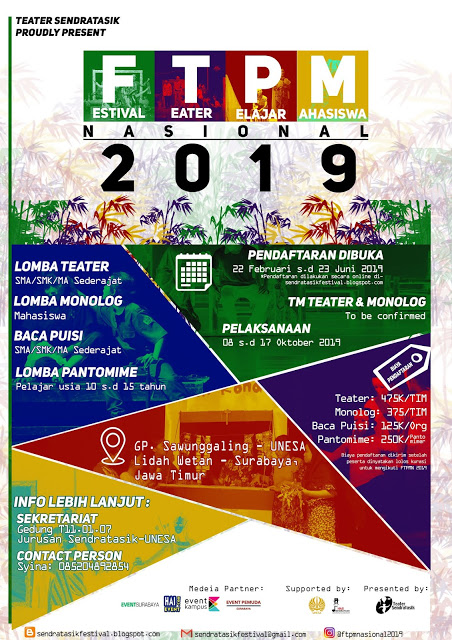 TEATER SENDRATASIK
PROUDLY PRESENT
F T P M
ESTIVAL EATER ELAJAR AHASISWA
NASIONAL
2019
LOMBA TEATER
SMA/SMK/MA Sederajat
LOMBA MONOLOG
Mahasiswa
BACA PUISI
SMA/SMK/MA Sederajat
LOMBA PANTOMIME
Pelajar usia 10 s.d 15 tahun
PENDAFTARAN DIBUKA
22 Februari s.d 23 Juni 2019
*Pendaftaran dilakukan secara online di-
sendratasikfestival.blogspot.com
TM TEATER & MONOLOG
To be confirmed
PELAKSANAAN
08 s.d 17 Oktober 2019
BIAYA
PENDAFTARAN
Teater: 475K/TIM
Monolog: 375/TIM
Baca Puisi: 125K/Org
Pantomime: 250K/Panto
mimer
Biaya pendaftaran dikirim setelah
peserta dinyatakan lolos kurasi
untuk mengikuti FTPMN 2019
GP. Sawunggaling - UNESA
Lidah Wetan - Surabaya,
Jawa Timur
INFO LEBIH LANJUT :
SEKRETARIAT
Gedung T11.01.07
Jurusan Sendratasik-UNESA
CONTACT PERSON
Syina: 085204892854
Medeia Partner:
Supported by:
Presented by:
EVENTSURABAYA
HAI
EVENT
event
kampus
EVENT PEMUDA
Teater
Sendratasik
sendratasikfestival-blogspot.com
sendratasikfestival@gmail.com
@ftpmnasional2019